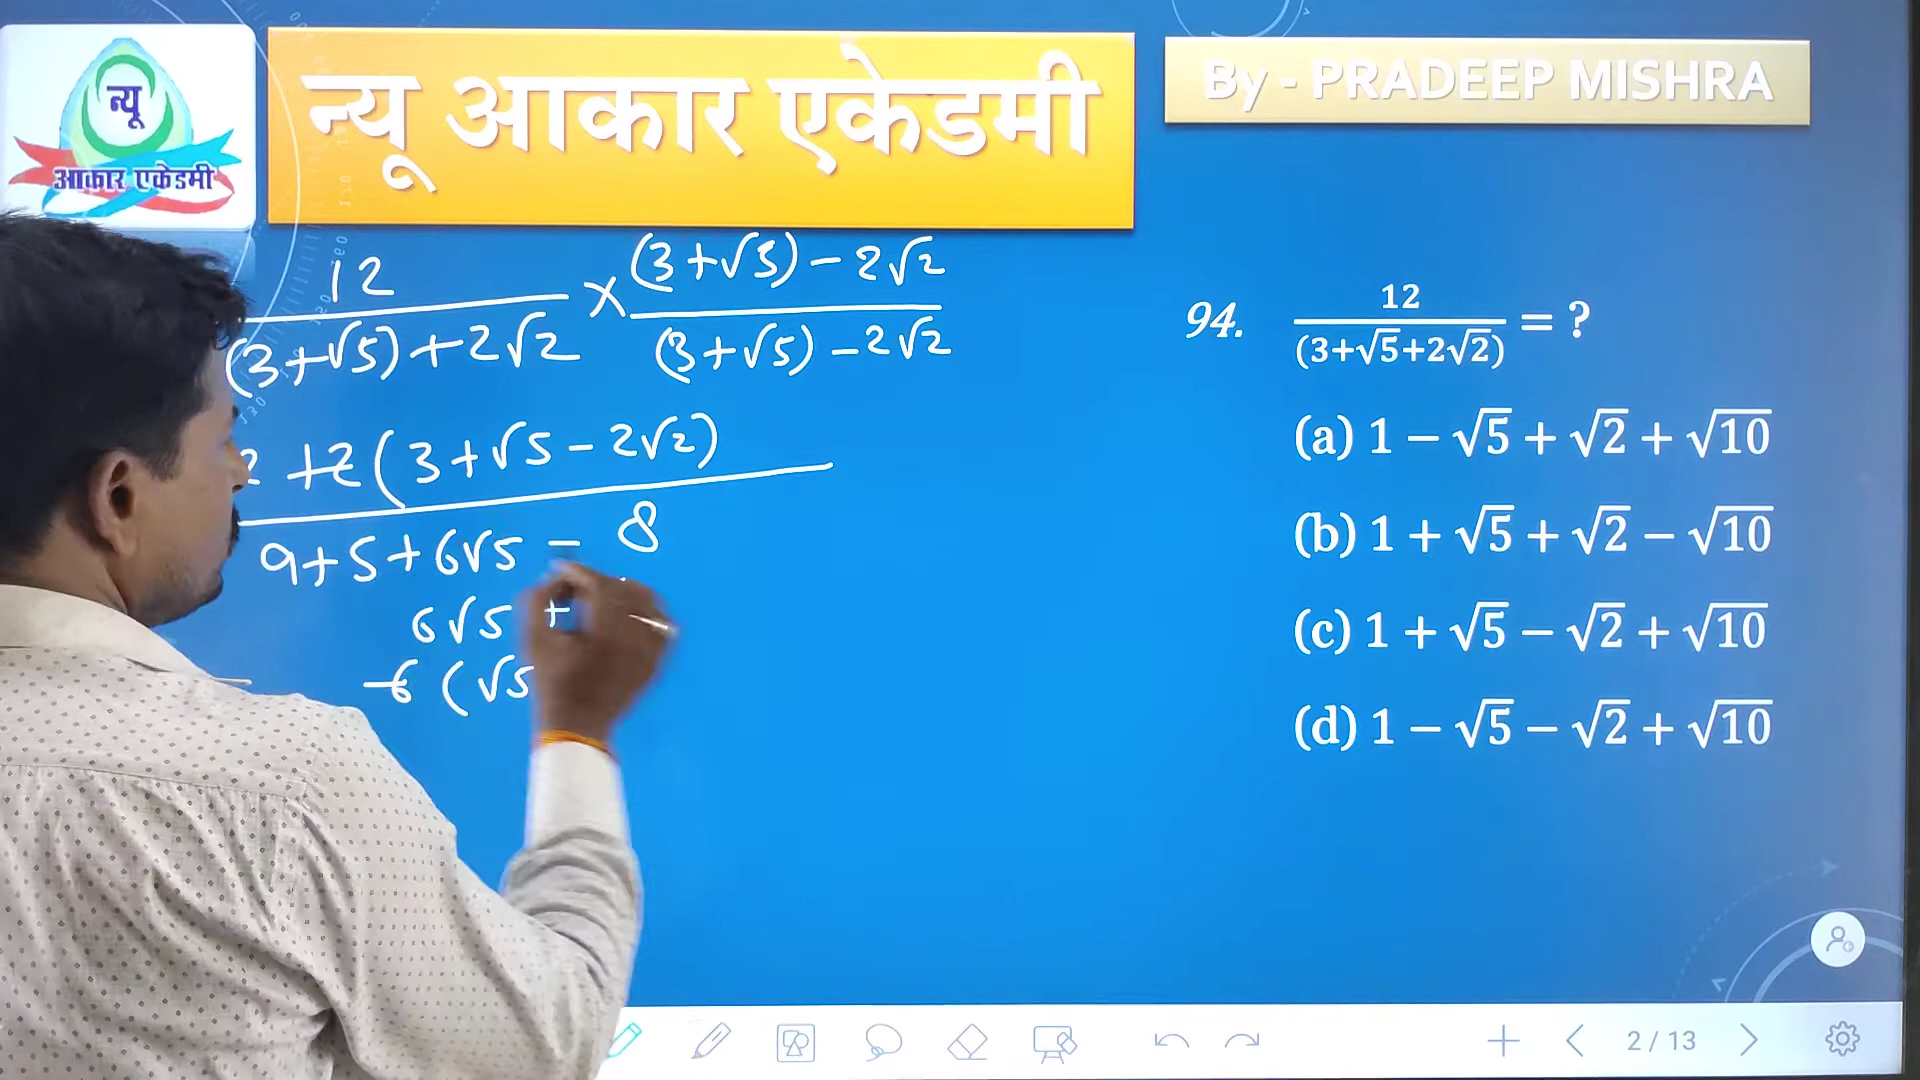 न्यू
आकार एकेडमी
न्यू आकार एकेडमी
By - PRADEEP MISHRA
12
(3+√5)+2√2
×
(3+√5)-2√2
(3+√5)-2√2
2 12(3+√5-2√2)
9+5+6√5-8
6√5+
6(√5
94. 12/(3+√5+2√2) = ?
(a) 1 − √5 + √2 + √10
(b) 1 + √5 + √2 − √10
(c) 1 + √5 − √2 + √10
(d) 1 − √5 − √2 + √10
2 / 13